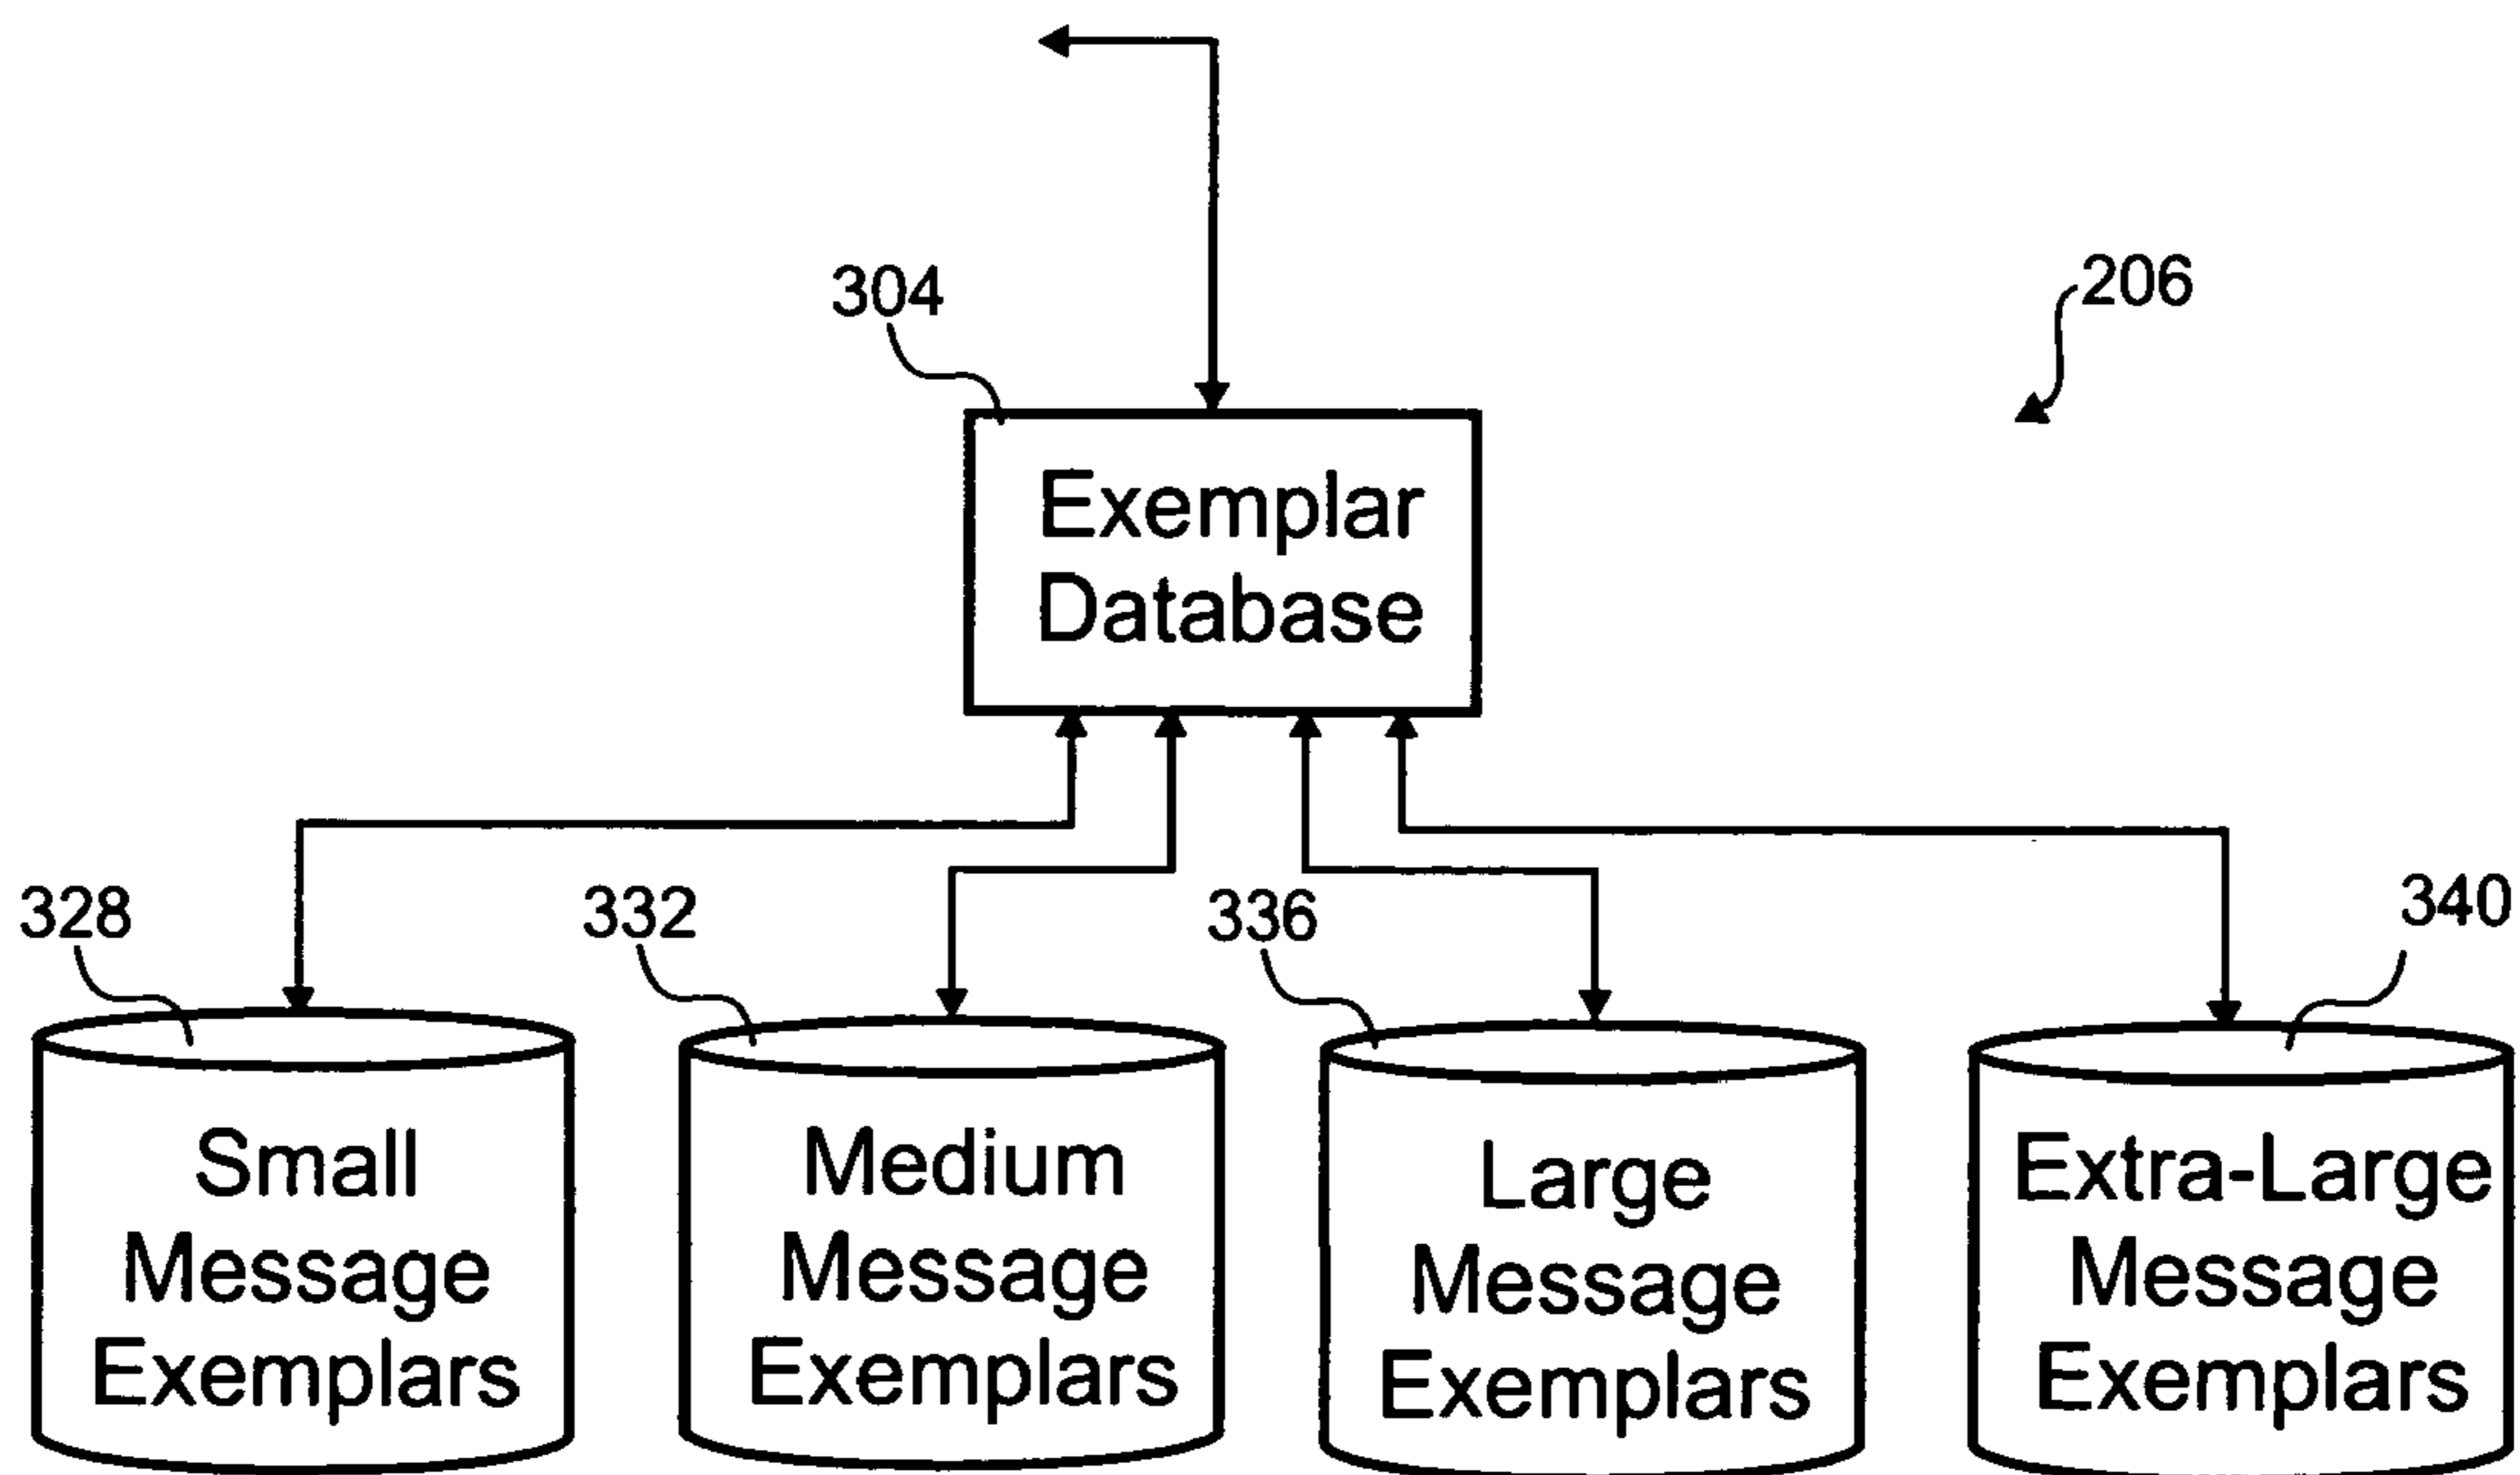 206
304
Exemplar
Database
328
332
336
340
Small
Message
Exemplars
Medium
Message
Exemplars
Large
Message
Exemplars
Extra-Large
Message
Exemplars